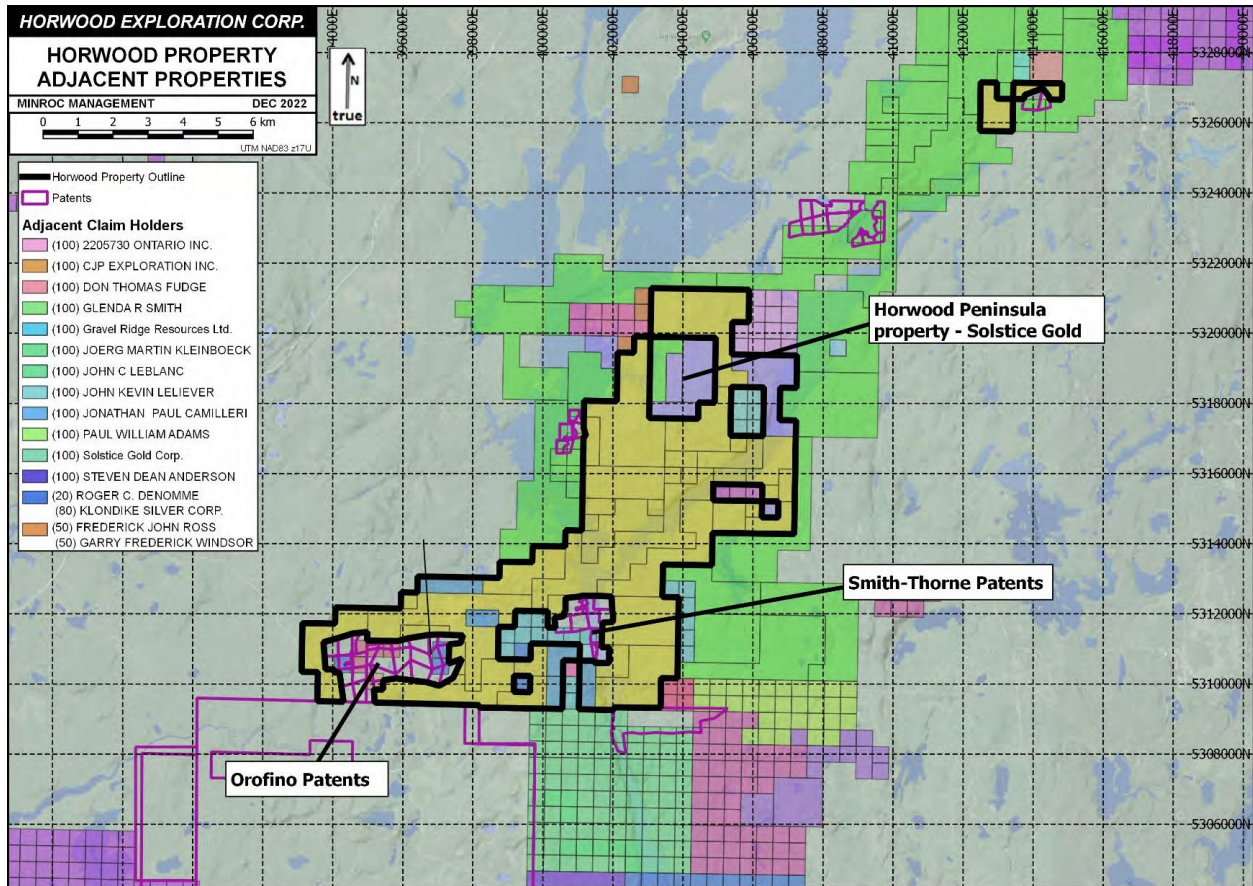 HORWOOD EXPLORATION CORP.
HORWOOD PROPERTY
ADJACENT PROPERTIES
MINROC MANAGEMENT DEC 2022
0 1 2 3 4 5 6 km
UTM NAD83 z17U
N
true
Horwood Property Outline
Patents
Adjacent Claim Holders
(100) 2205730 ONTARIO INC.
(100) CJP EXPLORATION INC.
(100) DON THOMAS FUDGE
(100) GLENDA R SMITH
(100) Gravel Ridge Resources Ltd.
(100) JOERG MARTIN KLEINBOECK
(100) JOHN C LEBLANC
(100) JOHN KEVIN LELIEVER
(100) JONATHAN PAUL CAMILLERI
(100) PAUL WILLIAM ADAMS
(100) Solstice Gold Corp.
(100) STEVEN DEAN ANDERSON
(20) ROGER C. DENOMME
(80) KLONDIKE SILVER CORP.
(50) FREDERICK JOHN ROSS
(50) GARRY FREDERICK WINDSOR
394000E
396000E
398000E
400000E
402000E
404000E
406000E
408000E
410000E
412000E
414000E
416000E
418000E
420000E
5328000N
5326000N
5324000N
5322000N
5320000N
5318000N
5316000N
5314000N
5312000N
5310000N
5308000N
5306000N
Horwood Peninsula
property - Solstice Gold
Smith-Thorne Patents
Orofino Patents